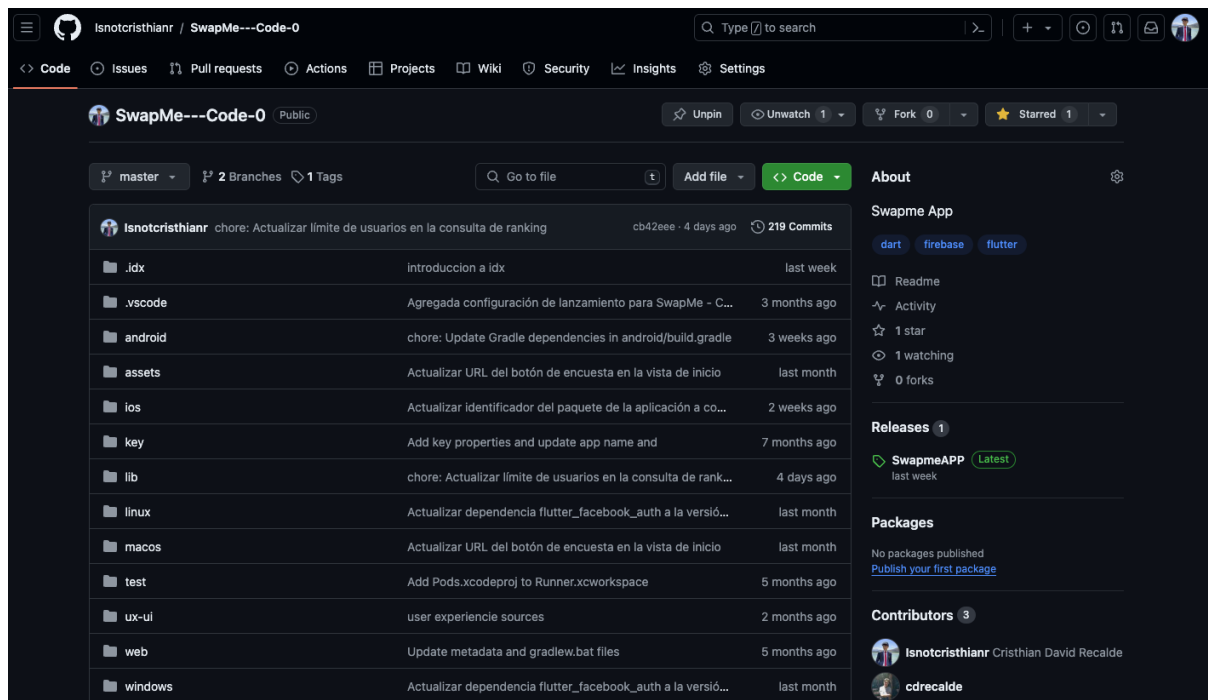 Isnotcristhianr / SwapMe---Code-0
Type / to search
Code Issues Pull requests Actions Projects Wiki Security Insights Settings
SwapMe---Code-0 Public
Unpin Unwatch 1 Fork 0 Starred 1
master 2 Branches 1 Tags
Go to file t Add file Code
Isnotcristhianr chore: Actualizar límite de usuarios en la consulta de ranking cb42eee · 4 days ago 219 Commits
.idx introduccion a idx last week
.vscode Agregada configuración de lanzamiento para SwapMe - C... 3 months ago
android chore: Update Gradle dependencies in android/build.gradle 3 weeks ago
assets Actualizar URL del botón de encuesta en la vista de inicio last month
ios Actualizar identificador del paquete de la aplicación a co... 2 weeks ago
key Add key properties and update app name and 7 months ago
lib chore: Actualizar límite de usuarios en la consulta de rank... 4 days ago
linux Actualizar dependencia flutter_facebook_auth a la versió... last month
macos Actualizar URL del botón de encuesta en la vista de inicio last month
test Add Pods.xcodeproj to Runner.xcworkspace 5 months ago
ux-ui user experiencie sources 2 months ago
web Update metadata and gradlew.bat files 5 months ago
windows Actualizar dependencia flutter_facebook_auth a la versió... last month
About
Swapme App
dart firebase flutter
Readme
Activity
1 star
1 watching
0 forks
Releases 1
SwapmeAPP Latest
last week
Packages
No packages published
Publish your first package
Contributors 3
Isnotcristhianr Cristhian David Recalde
cdrecalde